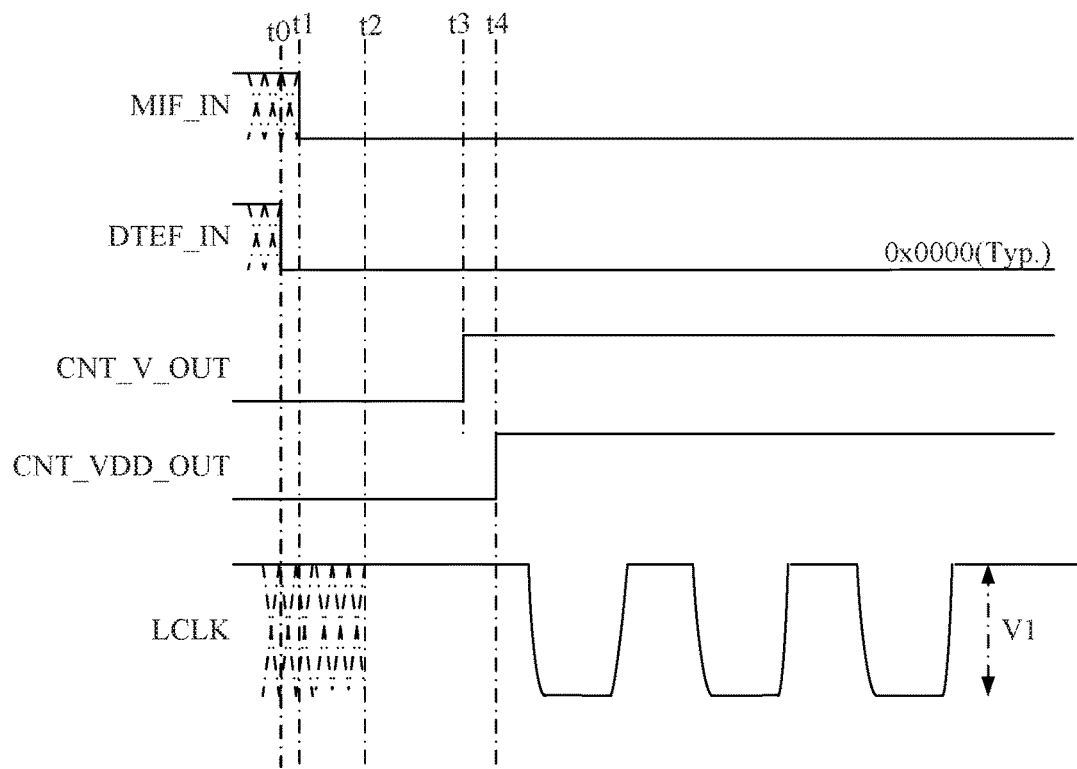 t0 t1 t2 t3 t4
MIF_IN
DTEF_IN
0x0000(Typ.)
CNT_V_OUT
CNT_VDD_OUT
LCLK
V1